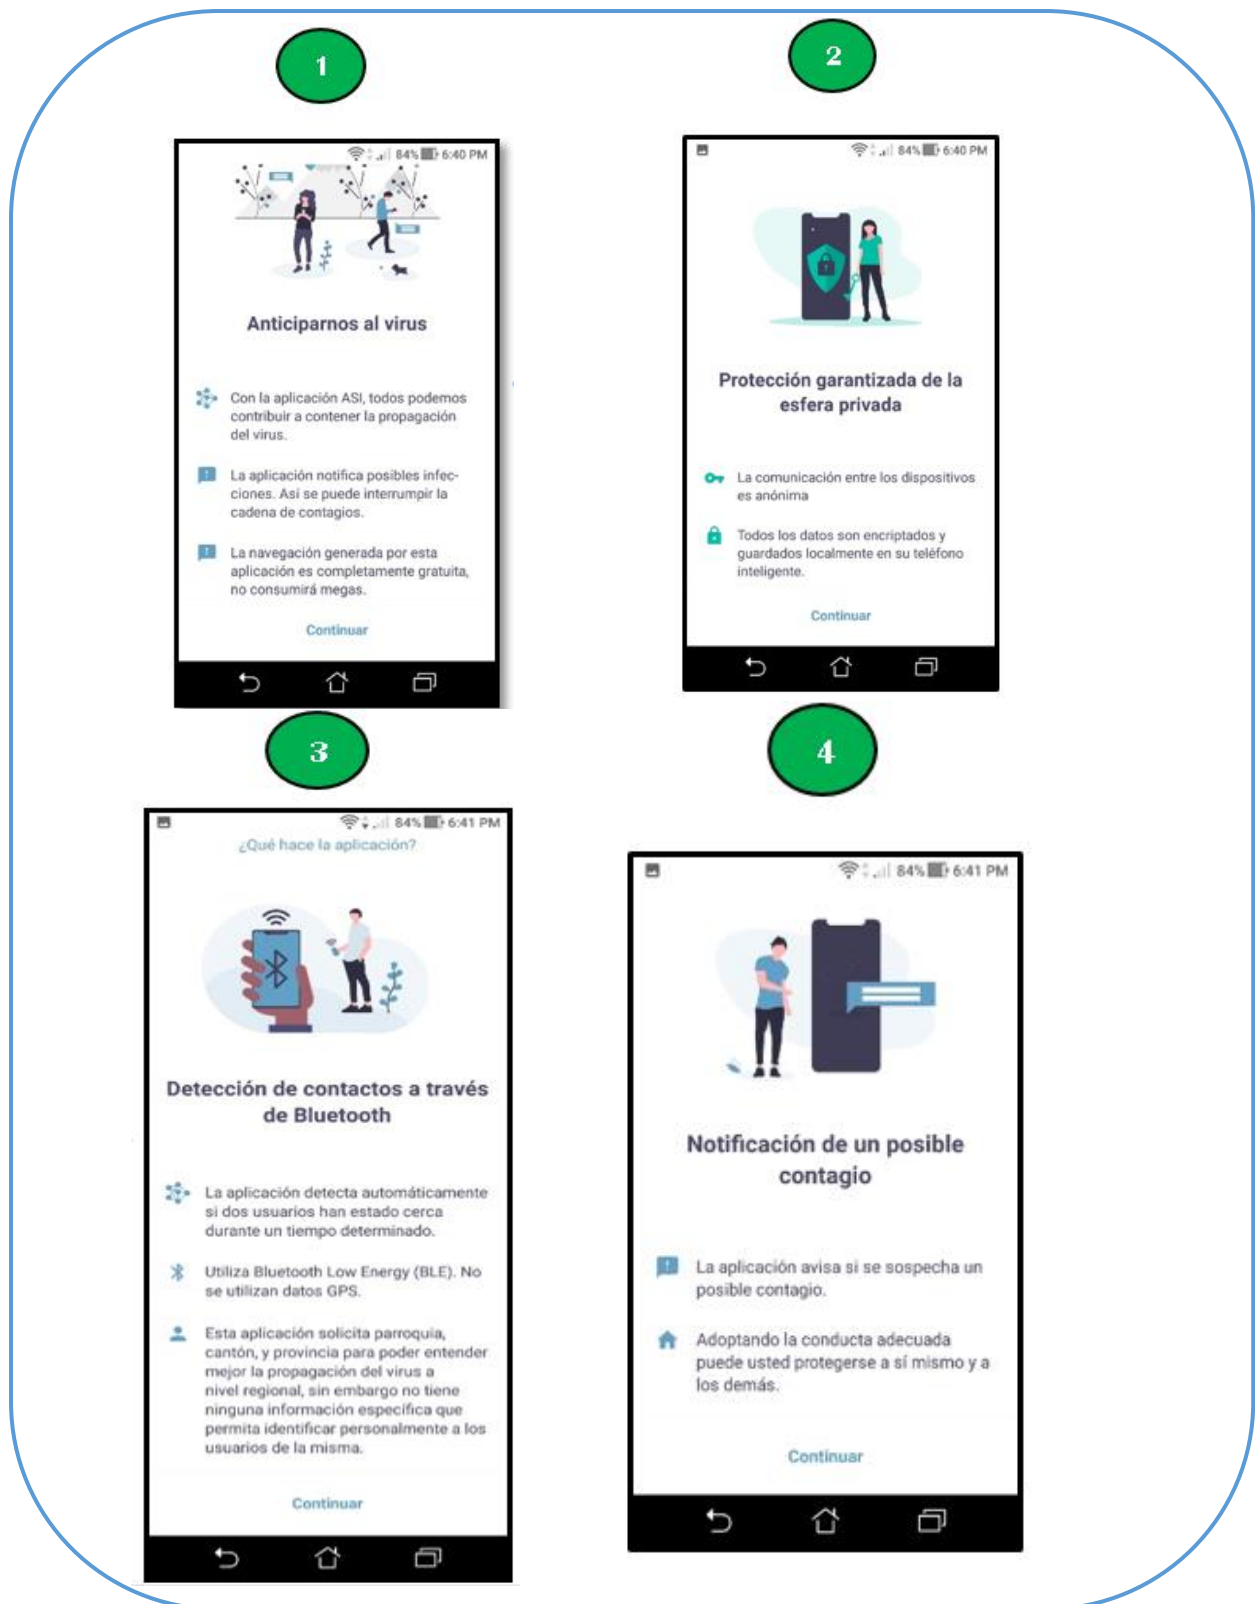 1
84% 6:40 PM
Anticiparnos al virus
Con la aplicación ASI, todos podemos
contribuir a contener la propagación
del virus.
La aplicación notifica posibles infec-
ciones. Así se puede interrumpir la
cadena de contagios.
La navegación generada por esta
aplicación es completamente gratuita,
no consumirá megas.
Continuar
2
84% 6:40 PM
Protección garantizada de la
esfera privada
La comunicación entre los dispositivos
es anónima
Todos los datos son encriptados y
guardados localmente en su teléfono
inteligente.
Continuar
3
84% 6:41 PM
¿Qué hace la aplicación?
Detección de contactos a través
de Bluetooth
La aplicación detecta automáticamente
si dos usuarios han estado cerca
durante un tiempo determinado.
Utiliza Bluetooth Low Energy (BLE). No
se utilizan datos GPS.
Esta aplicación solicita parroquia,
cantón, y provincia para poder entender
mejor la propagación del virus a
nivel regional, sin embargo no tiene
ninguna información específica que
permita identificar personalmente a los
usuarios de la misma.
Continuar
4
84% 6:41 PM
Notificación de un posible
contagio
La aplicación avisa si se sospecha un
posible contagio.
Adoptando la conducta adecuada
puede usted protegerse a sí mismo y a
los demás.
Continuar